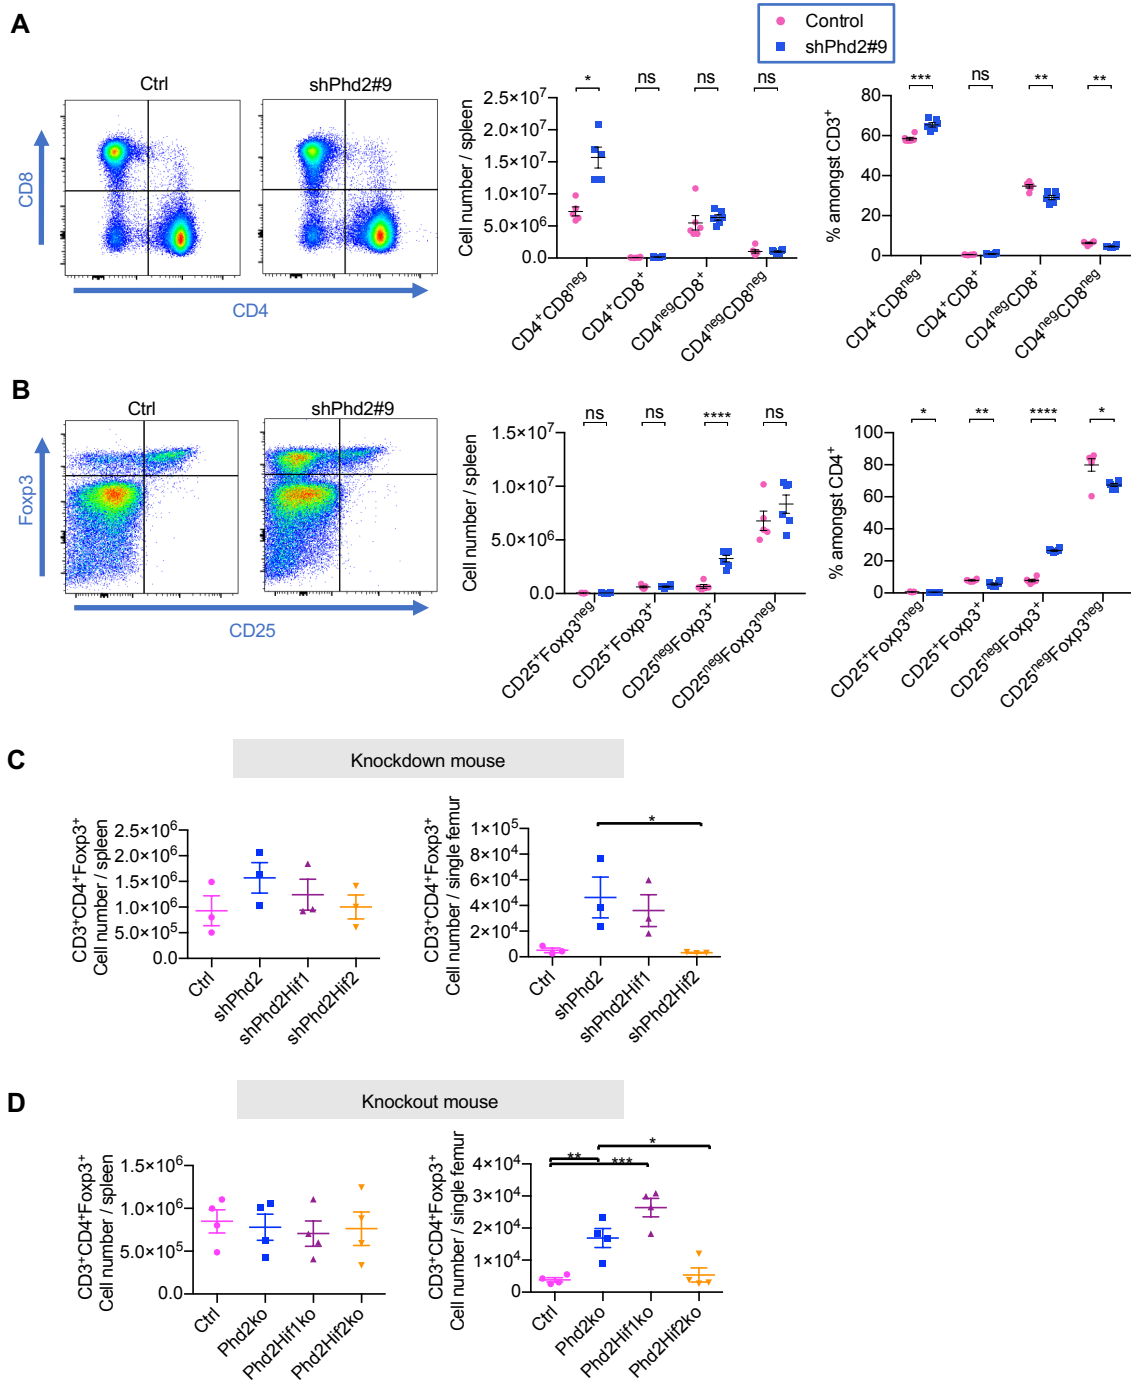 A
Control
shPhd2#9
Ctrl
shPhd2#9
CD8
CD4
Cell number / spleen
2.5×10⁷
2.0×10⁷
1.5×10⁷
1.0×10⁷
5.0×10⁶
0.0
* ns ns ns
CD4⁺CD8ⁿᵉᵍ
CD4⁺CD8⁺
CD4ⁿᵉᵍCD8⁺
CD4ⁿᵉᵍCD8ⁿᵉᵍ
% amongst CD3⁺
80
60
40
20
0
*** ns ** **
CD4⁺CD8ⁿᵉᵍ
CD4⁺CD8⁺
CD4ⁿᵉᵍCD8⁺
CD4ⁿᵉᵍCD8ⁿᵉᵍ
B
Ctrl
shPhd2#9
Foxp3
CD25
Cell number / spleen
1.5×10⁷
1.0×10⁷
5.0×10⁶
0.0
ns ns **** ns
CD25⁺Foxp3ⁿᵉᵍ
CD25⁺Foxp3⁺
CD25ⁿᵉᵍFoxp3⁺
CD25ⁿᵉᵍFoxp3ⁿᵉᵍ
% amongst CD4⁺
100
80
60
40
20
0
* ** **** *
CD25⁺Foxp3ⁿᵉᵍ
CD25⁺Foxp3⁺
CD25ⁿᵉᵍFoxp3⁺
CD25ⁿᵉᵍFoxp3ⁿᵉᵍ
C
Knockdown mouse
CD3⁺CD4⁺Foxp3⁺
Cell number / spleen
2.5×10⁶
2.0×10⁶
1.5×10⁶
1.0×10⁶
5.0×10⁵
0.0
Ctrl
shPhd2
shPhd2Hif1
shPhd2Hif2
CD3⁺CD4⁺Foxp3⁺
Cell number / single femur
1×10⁵
8×10⁴
6×10⁴
4×10⁴
2×10⁴
0
*
Ctrl
shPhd2
shPhd2Hif1
shPhd2Hif2
D
Knockout mouse
CD3⁺CD4⁺Foxp3⁺
Cell number / spleen
1.5×10⁶
1.0×10⁶
5.0×10⁵
0.0
Ctrl
Phd2ko
Phd2Hif1ko
Phd2Hif2ko
CD3⁺CD4⁺Foxp3⁺
Cell number / single femur
4×10⁴
3×10⁴
2×10⁴
1×10⁴
0
*
**
***
Ctrl
Phd2ko
Phd2Hif1ko
Phd2Hif2ko